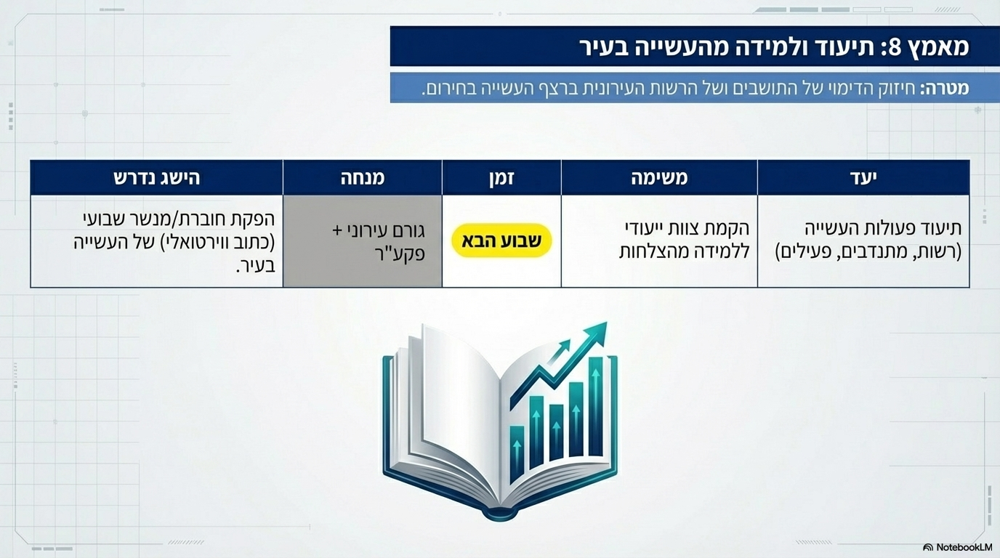 מאמץ 8: תיעוד ולמידה מהעשייה בעיר
מטרה: חיזוק הדימוי של התושבים ושל הרשות העירונית ברצף העשייה בחירום.
יעד
משימה
זמן
מנחה
הישג נדרש
תיעוד פעולות העשייה
(רשות, מתנדבים, פעילים)
הקמת צוות ייעודי
ללמידה מהצלחות
שבוע הבא
גורם עירוני +
פקע"ר
הפקת חוברת/מנשר שבועי
(כתוב ווירטואלי) של העשייה
בעיר.
NotebookLM